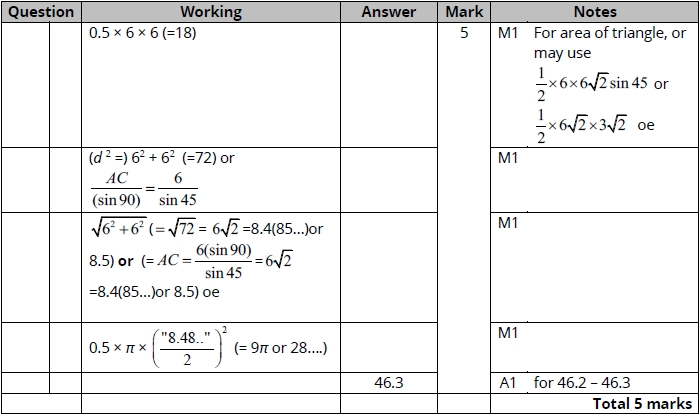 Question Working Answer Mark Notes
0.5 × 6 × 6 (=18) 5 M1 For area of triangle, or
may use
1/2 × 6 × 6√2 sin 45 or
1/2 × 6√2 × 3√2 oe
(d ² =) 6² + 6² (=72) or M1
AC/(sin 90) = 6/sin 45
√(6² + 6²) (= √72 = 6√2 =8.4(85...)or M1
8.5) or (= AC = 6(sin 90)/sin 45 = 6√2
=8.4(85...)or 8.5) oe
0.5 × π × ("8.48.."/2)² (= 9π or 28....) M1
46.3 A1 for 46.2 – 46.3
Total 5 marks